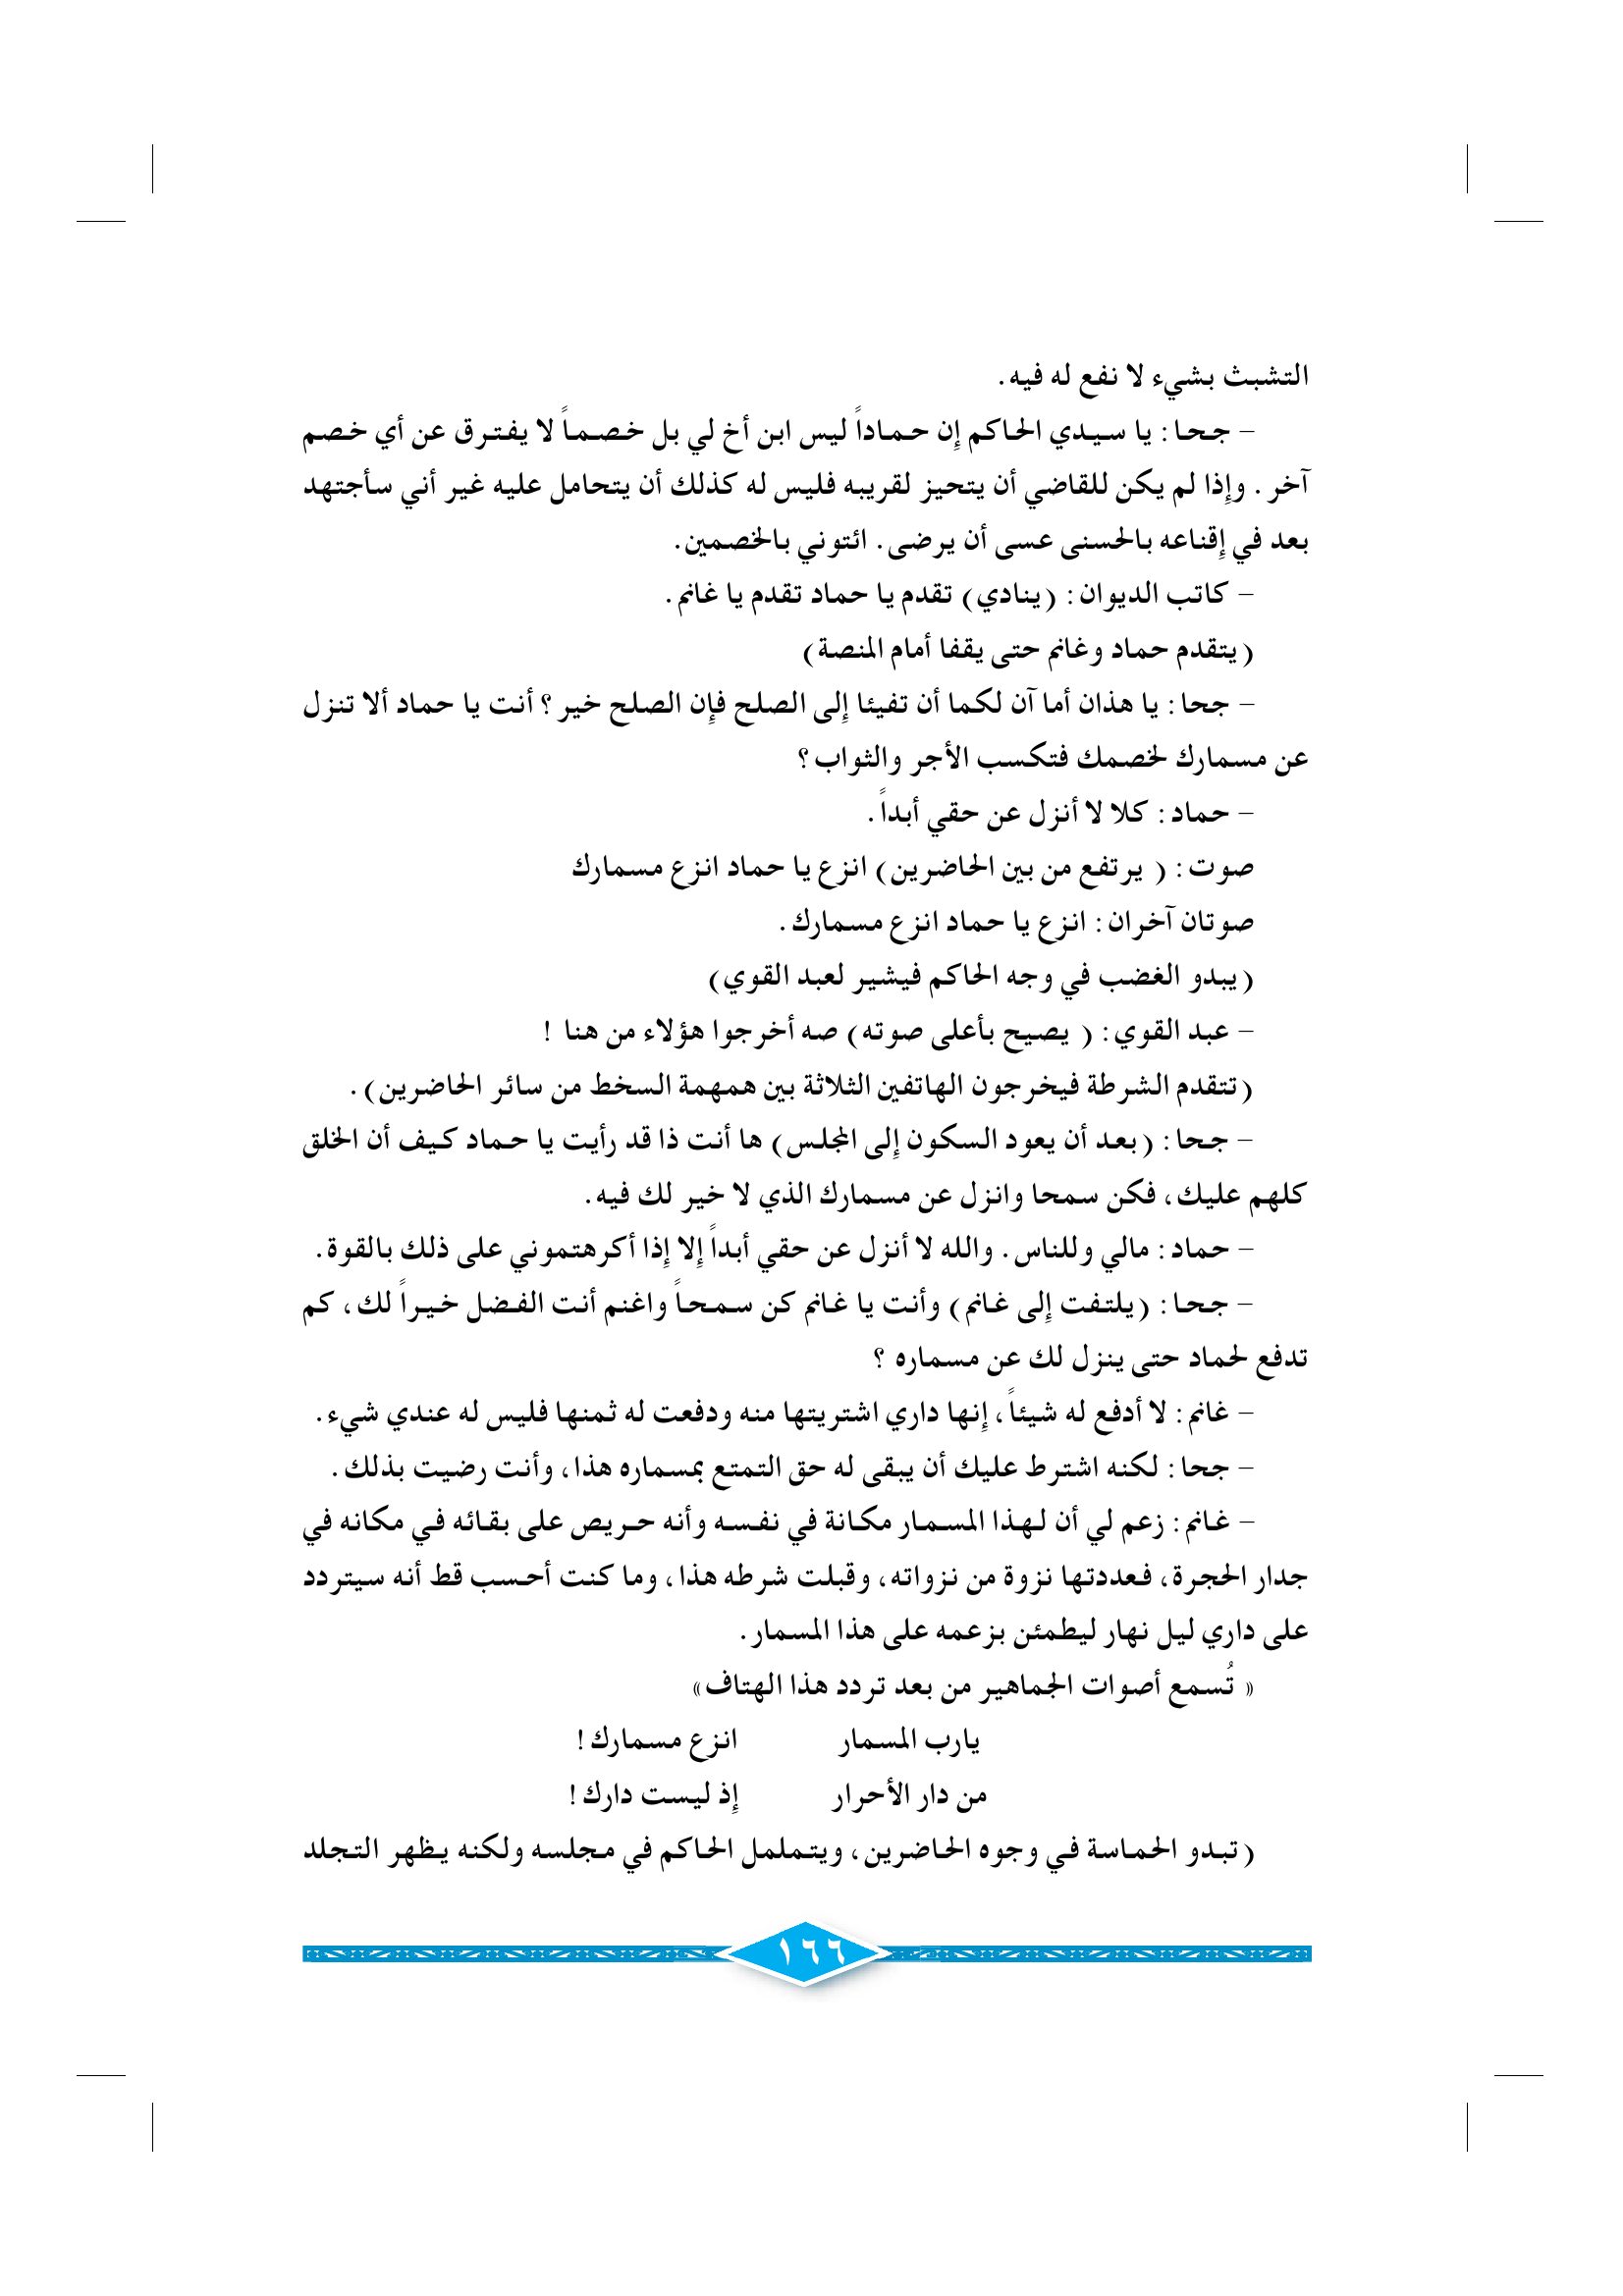 التشبث بشيء لا نفع له فيه.
– جحا: يا سيدي الحاكم إِن حماداً ليس ابن أخ لي بل خصماً لا يفترق عن أي خصم
آخر. وإِذا لم يكن للقاضي أن يتحيز لقريبه فليس له كذلك أن يتحامل عليه غير أني سأجتهد
بعد في إِقناعه بالحسنى عسى أن يرضى. ائتوني بالخصمين.
– كاتب الديوان: (ينادي) تقدم يا حماد تقدم يا غانم.
(يتقدم حماد وغانم حتى يقفا أمام المنصة)
– جحا: يا هذان أما آن لكما أن تفيئا إِلى الصلح فإِن الصلح خير؟ أنت يا حماد ألا تنزل
عن مسمارك لخصمك فتكسب الأجر والثواب؟
– حماد: كلا لا أنزل عن حقي أبداً.
صوت: ( يرتفع من بين الحاضرين) انزع يا حماد انزع مسمارك
صوتان آخران: انزع يا حماد انزع مسمارك.
(يبدو الغضب في وجه الحاكم فيشير لعبد القوي)
– عبد القوي: ( يصيح بأعلى صوته) صه أخرجوا هؤلاء من هنا !
(تتقدم الشرطة فيخرجون الهاتفين الثلاثة بين همهمة السخط من سائر الحاضرين).
– جحا: (بعد أن يعود السكون إِلى المجلس) ها أنت ذا قد رأيت يا حماد كيف أن الخلق
كلهم عليك، فكن سمحا وانزل عن مسمارك الذي لا خير لك فيه.
– حماد: مالي وللناس. والله لا أنزل عن حقي أبداً إِلا إِذا أكرهتموني على ذلك بالقوة.
– جحا: (يلتفت إِلى غانم) وأنت يا غانم كن سمحاً واغنم أنت الفضل خيراً لك، كم
تدفع لحماد حتى ينزل لك عن مسماره ؟
– غانم: لا أدفع له شيئاً، إِنها داري اشتريتها منه ودفعت له ثمنها فليس له عندي شيء.
– جحا: لكنه اشترط عليك أن يبقى له حق التمتع بمسماره هذا، وأنت رضيت بذلك.
– غانم: زعم لي أن لهذا المسمار مكانة في نفسه وأنه حريص على بقائه في مكانه في
جدار الحجرة، فعددتها نزوة من نزواته، وقبلت شرطه هذا، وما كنت أحسب قط أنه سيتردد
على داري ليل نهار ليطمئن بزعمه على هذا المسمار.
« تُسمع أصوات الجماهير من بعد تردد هذا الهتاف»
يارب المسمار انزع مسمارك!
من دار الأحرار إِذ ليست دارك!
(تبدو الحماسة في وجوه الحاضرين، ويتململ الحاكم في مجلسه ولكنه يظهر التجلد
١٦٦